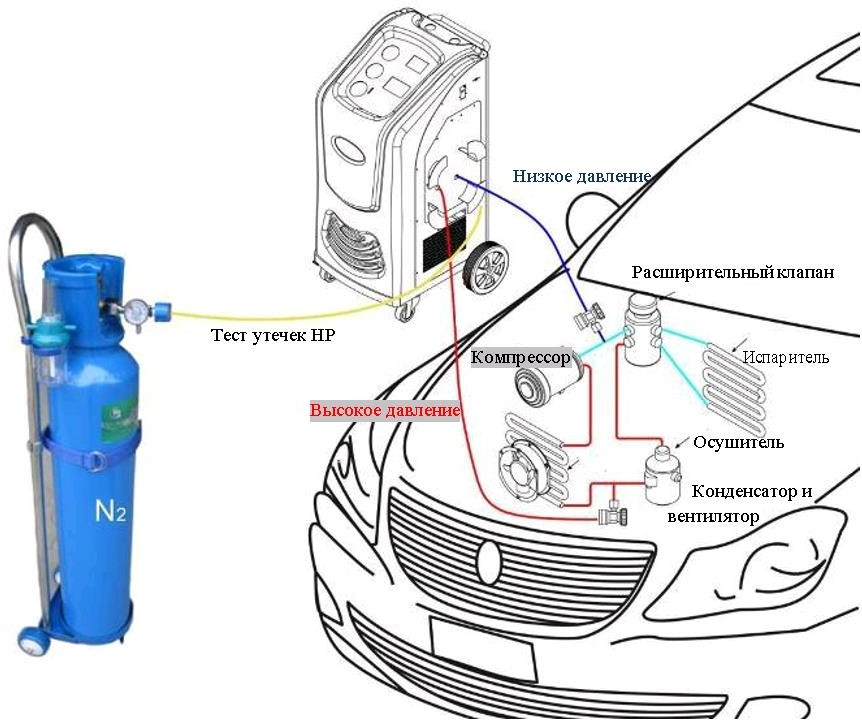 Низкое давление
Расширительный клапан
Тест утечек HP
Компрессор
Испаритель
Высокое давление
Осушитель
N2
Конденсатор и
вентилятор